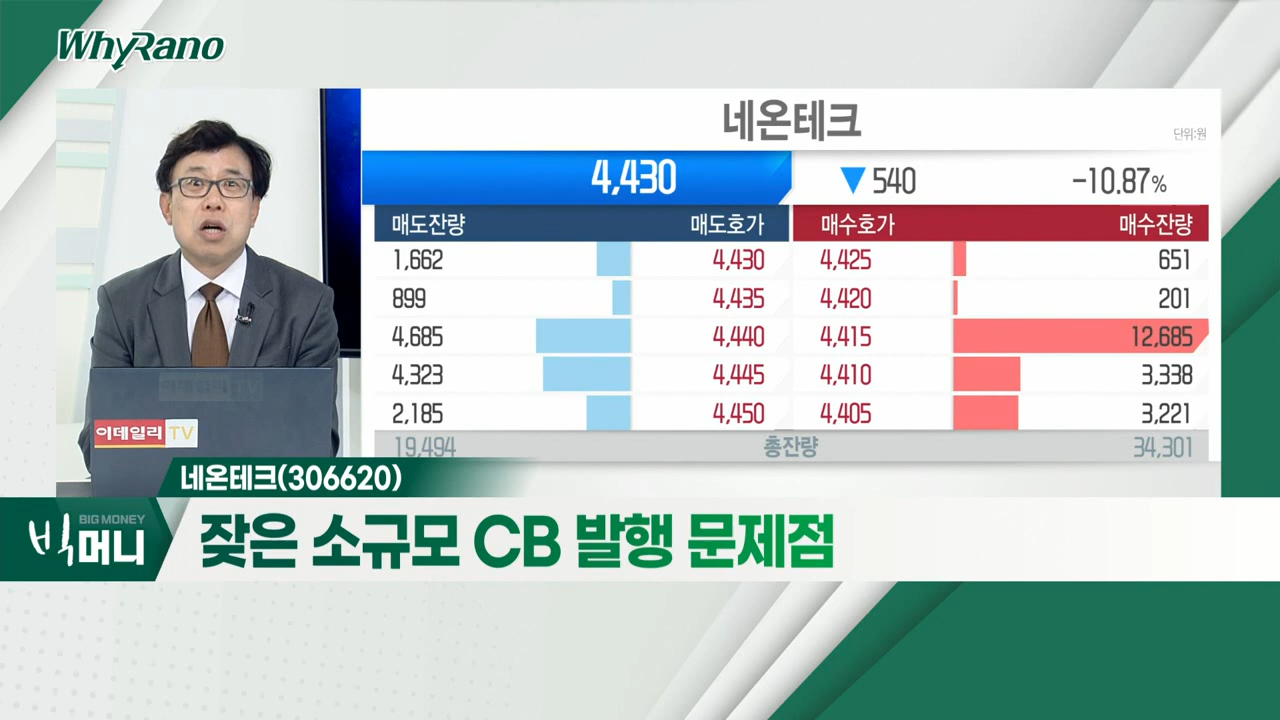 WhyRano
네온테크
단위:원
4,430 ▼ 540 -10.87%
매도잔량 매도호가 매수호가 매수잔량
1,662 4,430 4,425 651
899 4,435 4,420 201
4,685 4,440 4,415 12,685
4,323 4,445 4,410 3,338
2,185 4,450 4,405 3,221
19,494 총잔량 34,301
이데일리 TV
네온테크(306620)
BIG MONEY
빅머니
잦은 소규모 CB 발행 문제점